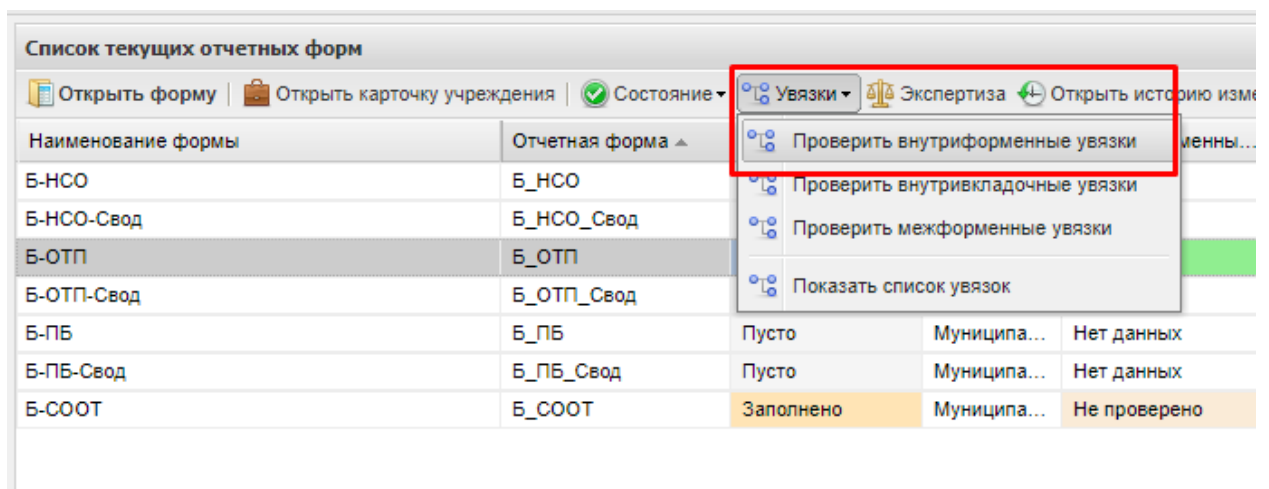 Список текущих отчетных форм
Открыть форму Открыть карточку учреждения Состояние Увязки Экспертиза Открыть историю изме
Наименование формы Отчетная форма менны...
Проверить внутриформенные увязки
Б-НСО Б_НСО
Проверить внутривкладочные увязки
Б-НСО-Свод Б_НСО_Свод
Проверить межформенные увязки
Б-ОТП Б_ОТП
Б-ОТП-Свод Б_ОТП_Свод
Показать список увязок
Б-ПБ Б_ПБ Пусто Муниципа... Нет данных
Б-ПБ-Свод Б_ПБ_Свод Пусто Муниципа... Нет данных
Б-СООТ Б_СООТ Заполнено Муниципа... Не проверено